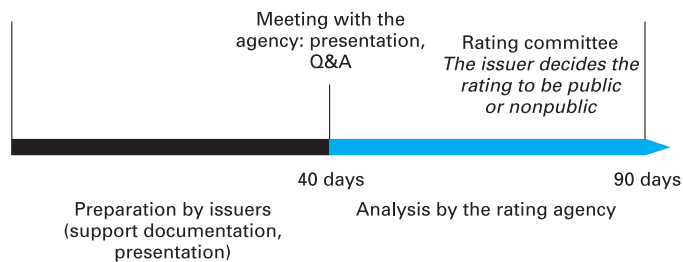 Meeting with the
agency: presentation,
Q&A
Rating committee
The issuer decides the
rating to be public
or nonpublic
40 days
90 days
Preparation by issuers
(support documentation,
presentation)
Analysis by the rating agency